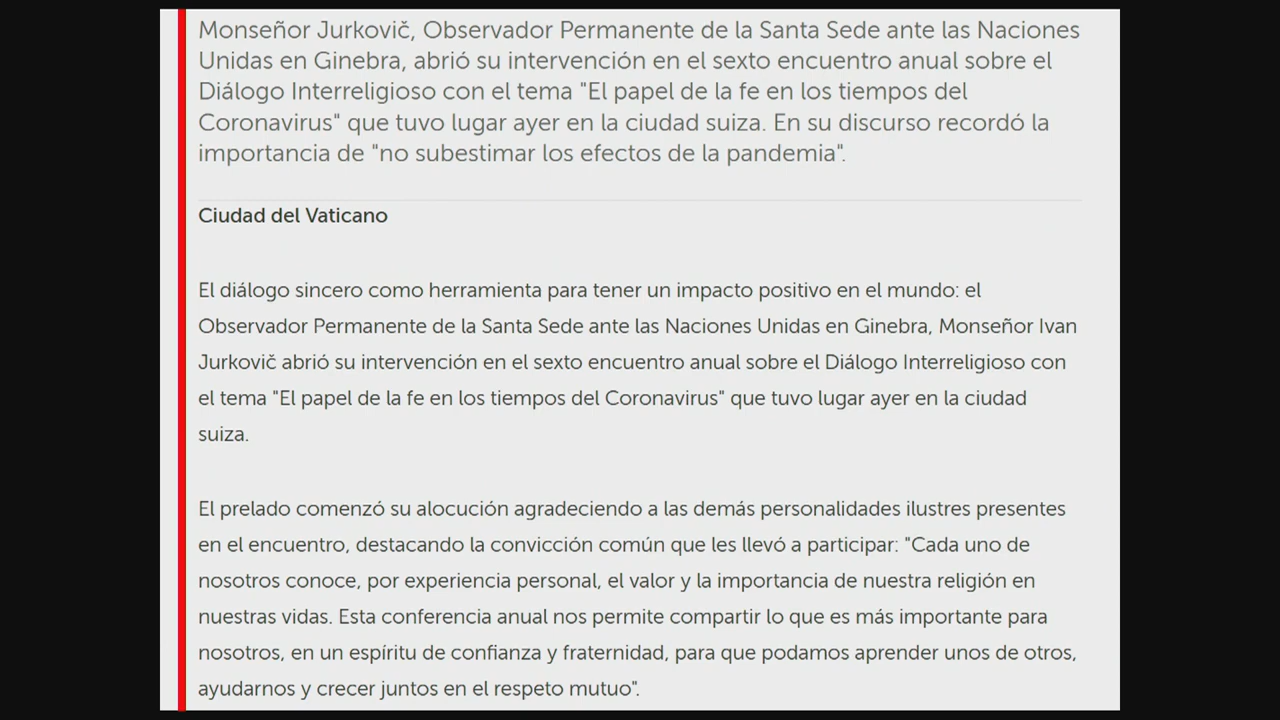 Monseñor Jurkovič, Observador Permanente de la Santa Sede ante las Naciones
Unidas en Ginebra, abrió su intervención en el sexto encuentro anual sobre el
Diálogo Interreligioso con el tema "El papel de la fe en los tiempos del
Coronavirus" que tuvo lugar ayer en la ciudad suiza. En su discurso recordó la
importancia de "no subestimar los efectos de la pandemia".
Ciudad del Vaticano
El diálogo sincero como herramienta para tener un impacto positivo en el mundo: el
Observador Permanente de la Santa Sede ante las Naciones Unidas en Ginebra, Monseñor Ivan
Jurkovič abrió su intervención en el sexto encuentro anual sobre el Diálogo Interreligioso con
el tema "El papel de la fe en los tiempos del Coronavirus" que tuvo lugar ayer en la ciudad
suiza.
El prelado comenzó su alocución agradeciendo a las demás personalidades ilustres presentes
en el encuentro, destacando la convicción común que les llevó a participar: "Cada uno de
nosotros conoce, por experiencia personal, el valor y la importancia de nuestra religión en
nuestras vidas. Esta conferencia anual nos permite compartir lo que es más importante para
nosotros, en un espíritu de confianza y fraternidad, para que podamos aprender unos de otros,
ayudarnos y crecer juntos en el respeto mutuo".